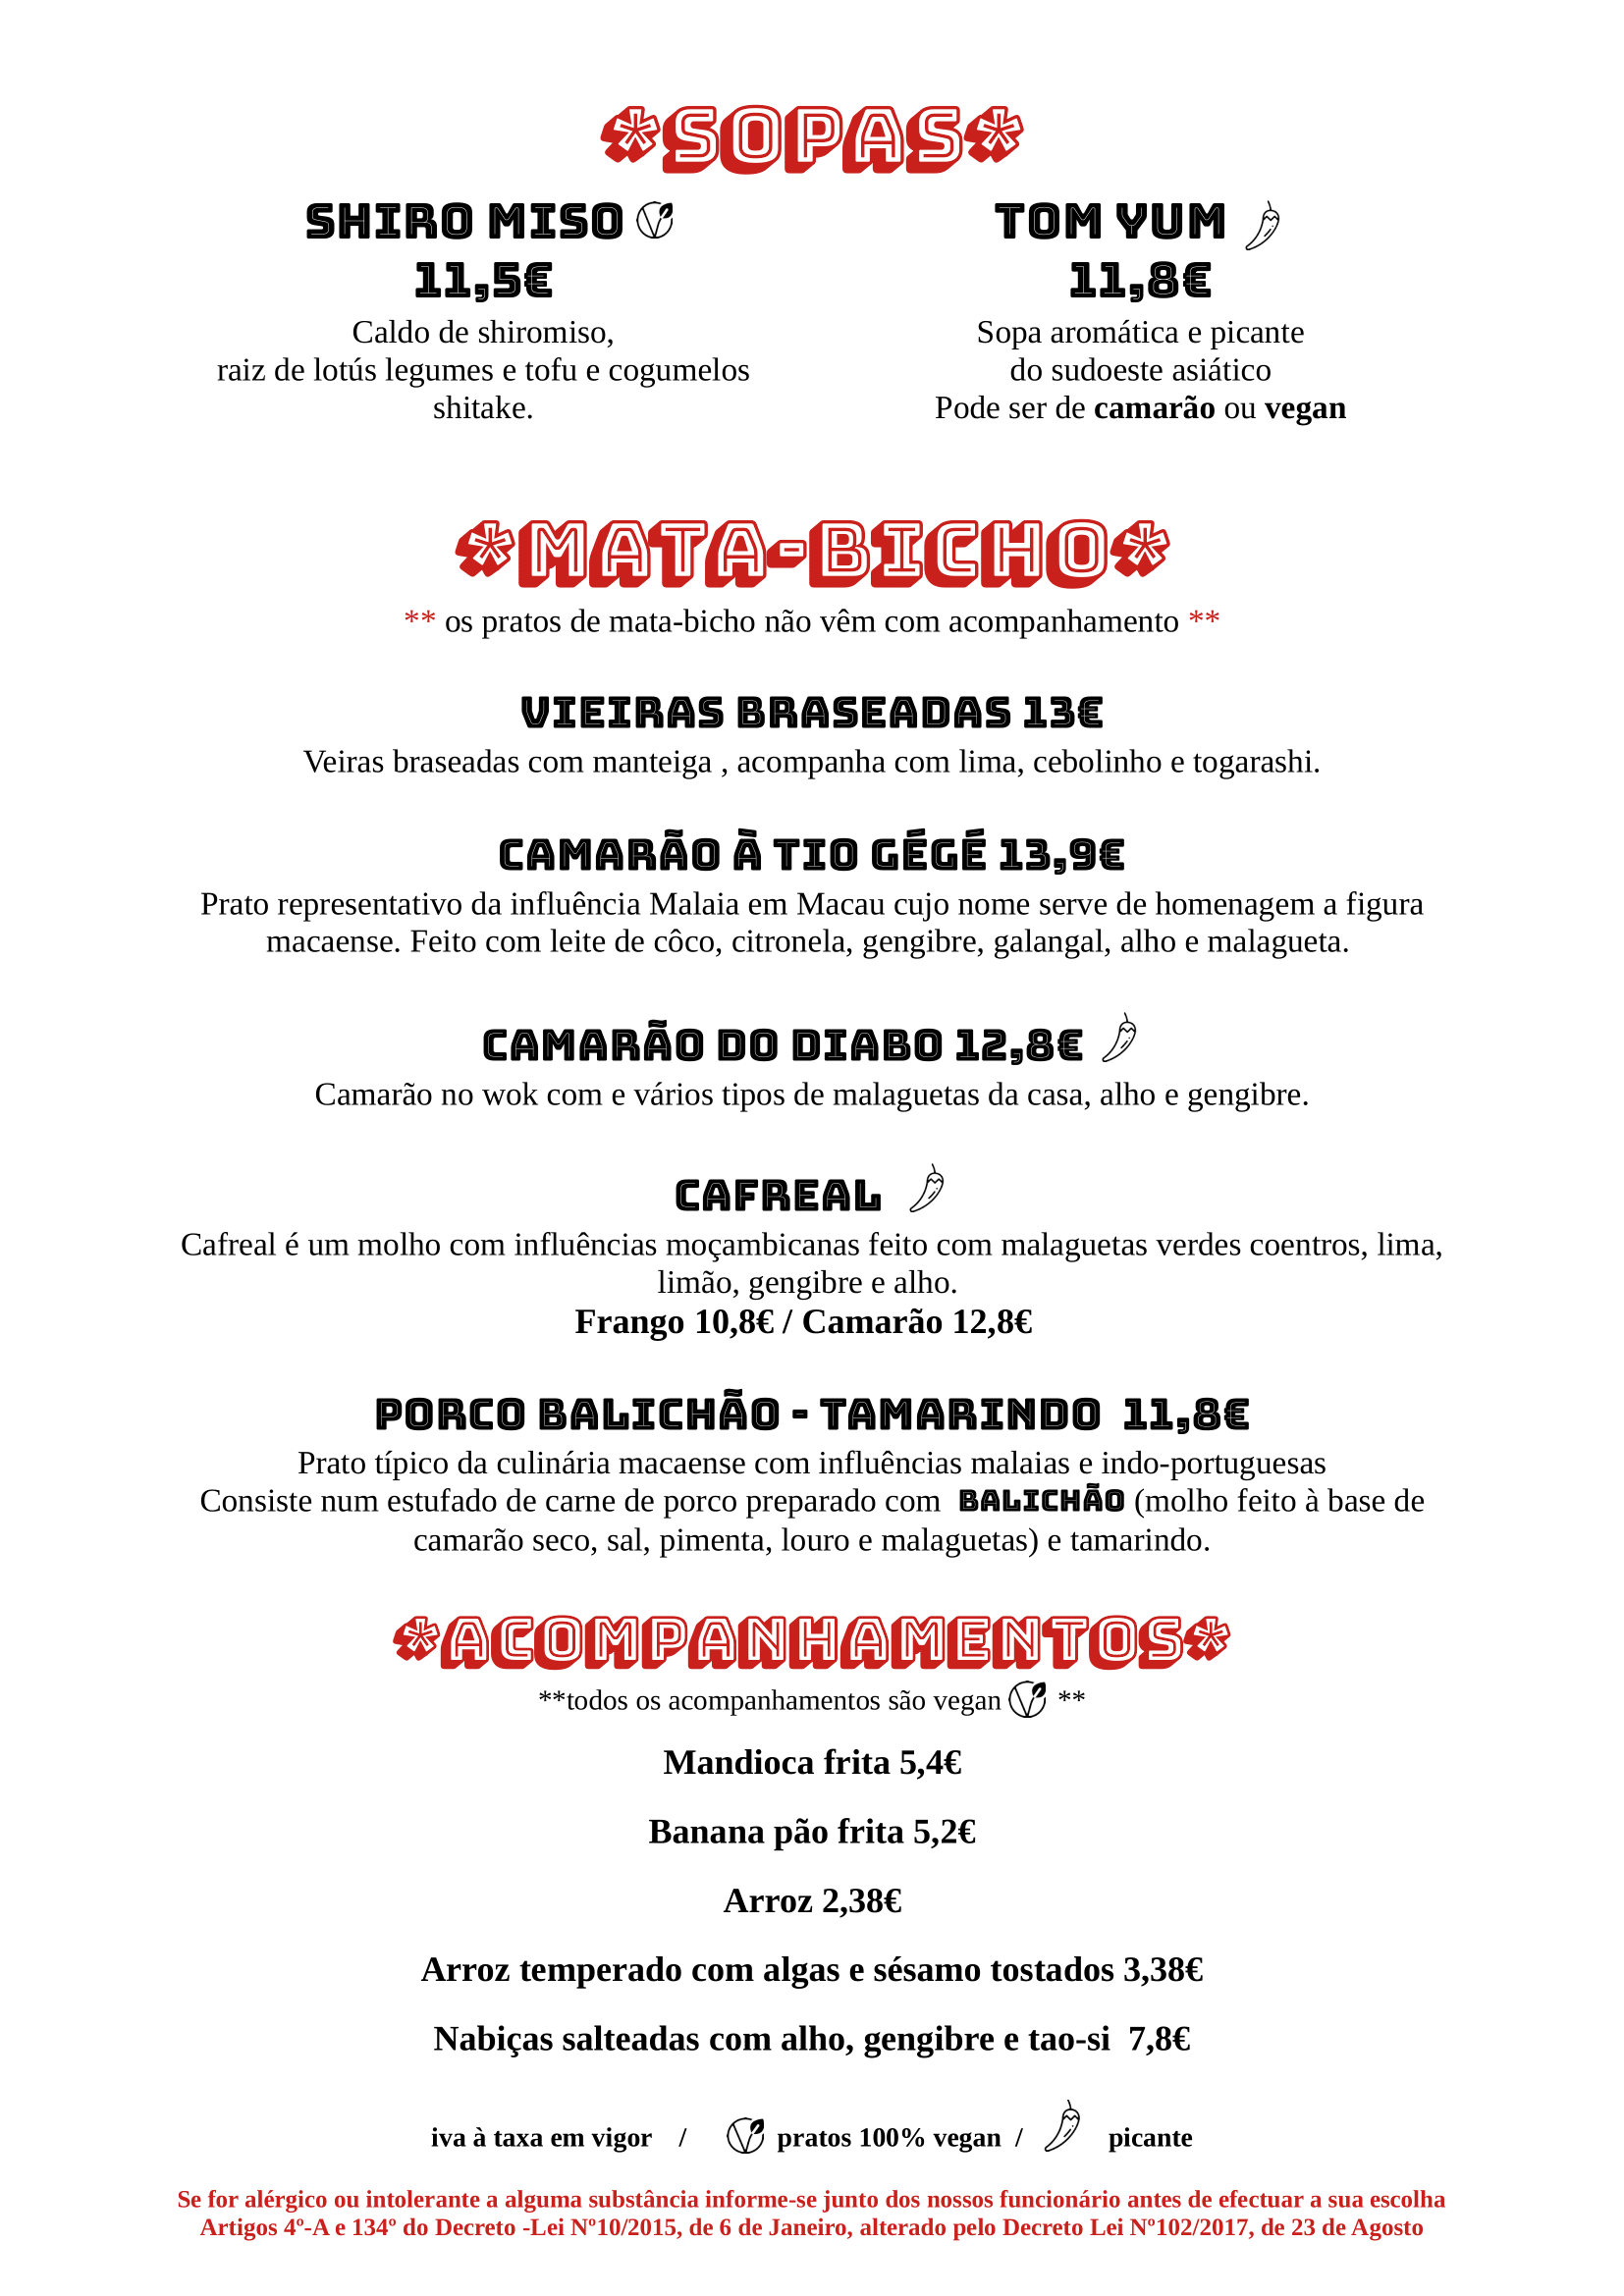 *SOPAS*
SHIRO MISO
11,5€
Caldo de shiromiso,
raiz de lotús legumes e tofu e cogumelos
shitake.
TOM YUM
11,8€
Sopa aromática e picante
do sudoeste asiático
Pode ser de camarão ou vegan
*MATA-BICHO*
** os pratos de mata-bicho não vêm com acompanhamento **
VIEIRAS BRASEADAS 13€
Veiras braseadas com manteiga , acompanha com lima, cebolinho e togarashi.
CAMARÃO À TIO GÉGÉ 13,9€
Prato representativo da influência Malaia em Macau cujo nome serve de homenagem a figura
macaense. Feito com leite de côco, citronela, gengibre, galangal, alho e malagueta.
CAMARÃO DO DIABO 12,8€
Camarão no wok com e vários tipos de malaguetas da casa, alho e gengibre.
CAFREAL
Cafreal é um molho com influências moçambicanas feito com malaguetas verdes coentros, lima,
limão, gengibre e alho.
Frango 10,8€ / Camarão 12,8€
PORCO BALICHÃO - TAMARINDO 11,8€
Prato típico da culinária macaense com influências malaias e indo-portuguesas
Consiste num estufado de carne de porco preparado com BALICHÃO (molho feito à base de
camarão seco, sal, pimenta, louro e malaguetas) e tamarindo.
*ACOMPANHAMENTOS*
**todos os acompanhamentos são vegan **
Mandioca frita 5,4€
Banana pão frita 5,2€
Arroz 2,38€
Arroz temperado com algas e sésamo tostados 3,38€
Nabiças salteadas com alho, gengibre e tao-si 7,8€
iva à taxa em vigor / pratos 100% vegan / picante
Se for alérgico ou intolerante a alguma substância informe-se junto dos nossos funcionário antes de efectuar a sua escolha
Artigos 4º-A e 134º do Decreto -Lei Nº10/2015, de 6 de Janeiro, alterado pelo Decreto Lei Nº102/2017, de 23 de Agosto